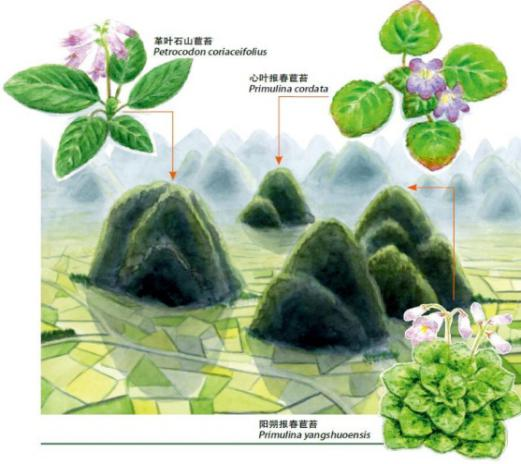 革叶石山苣苔
Petrocodon coriaceifolius
心叶报春苣苔
Primulina cordata
阳朔报春苣苔
Primulina yangshuoensis